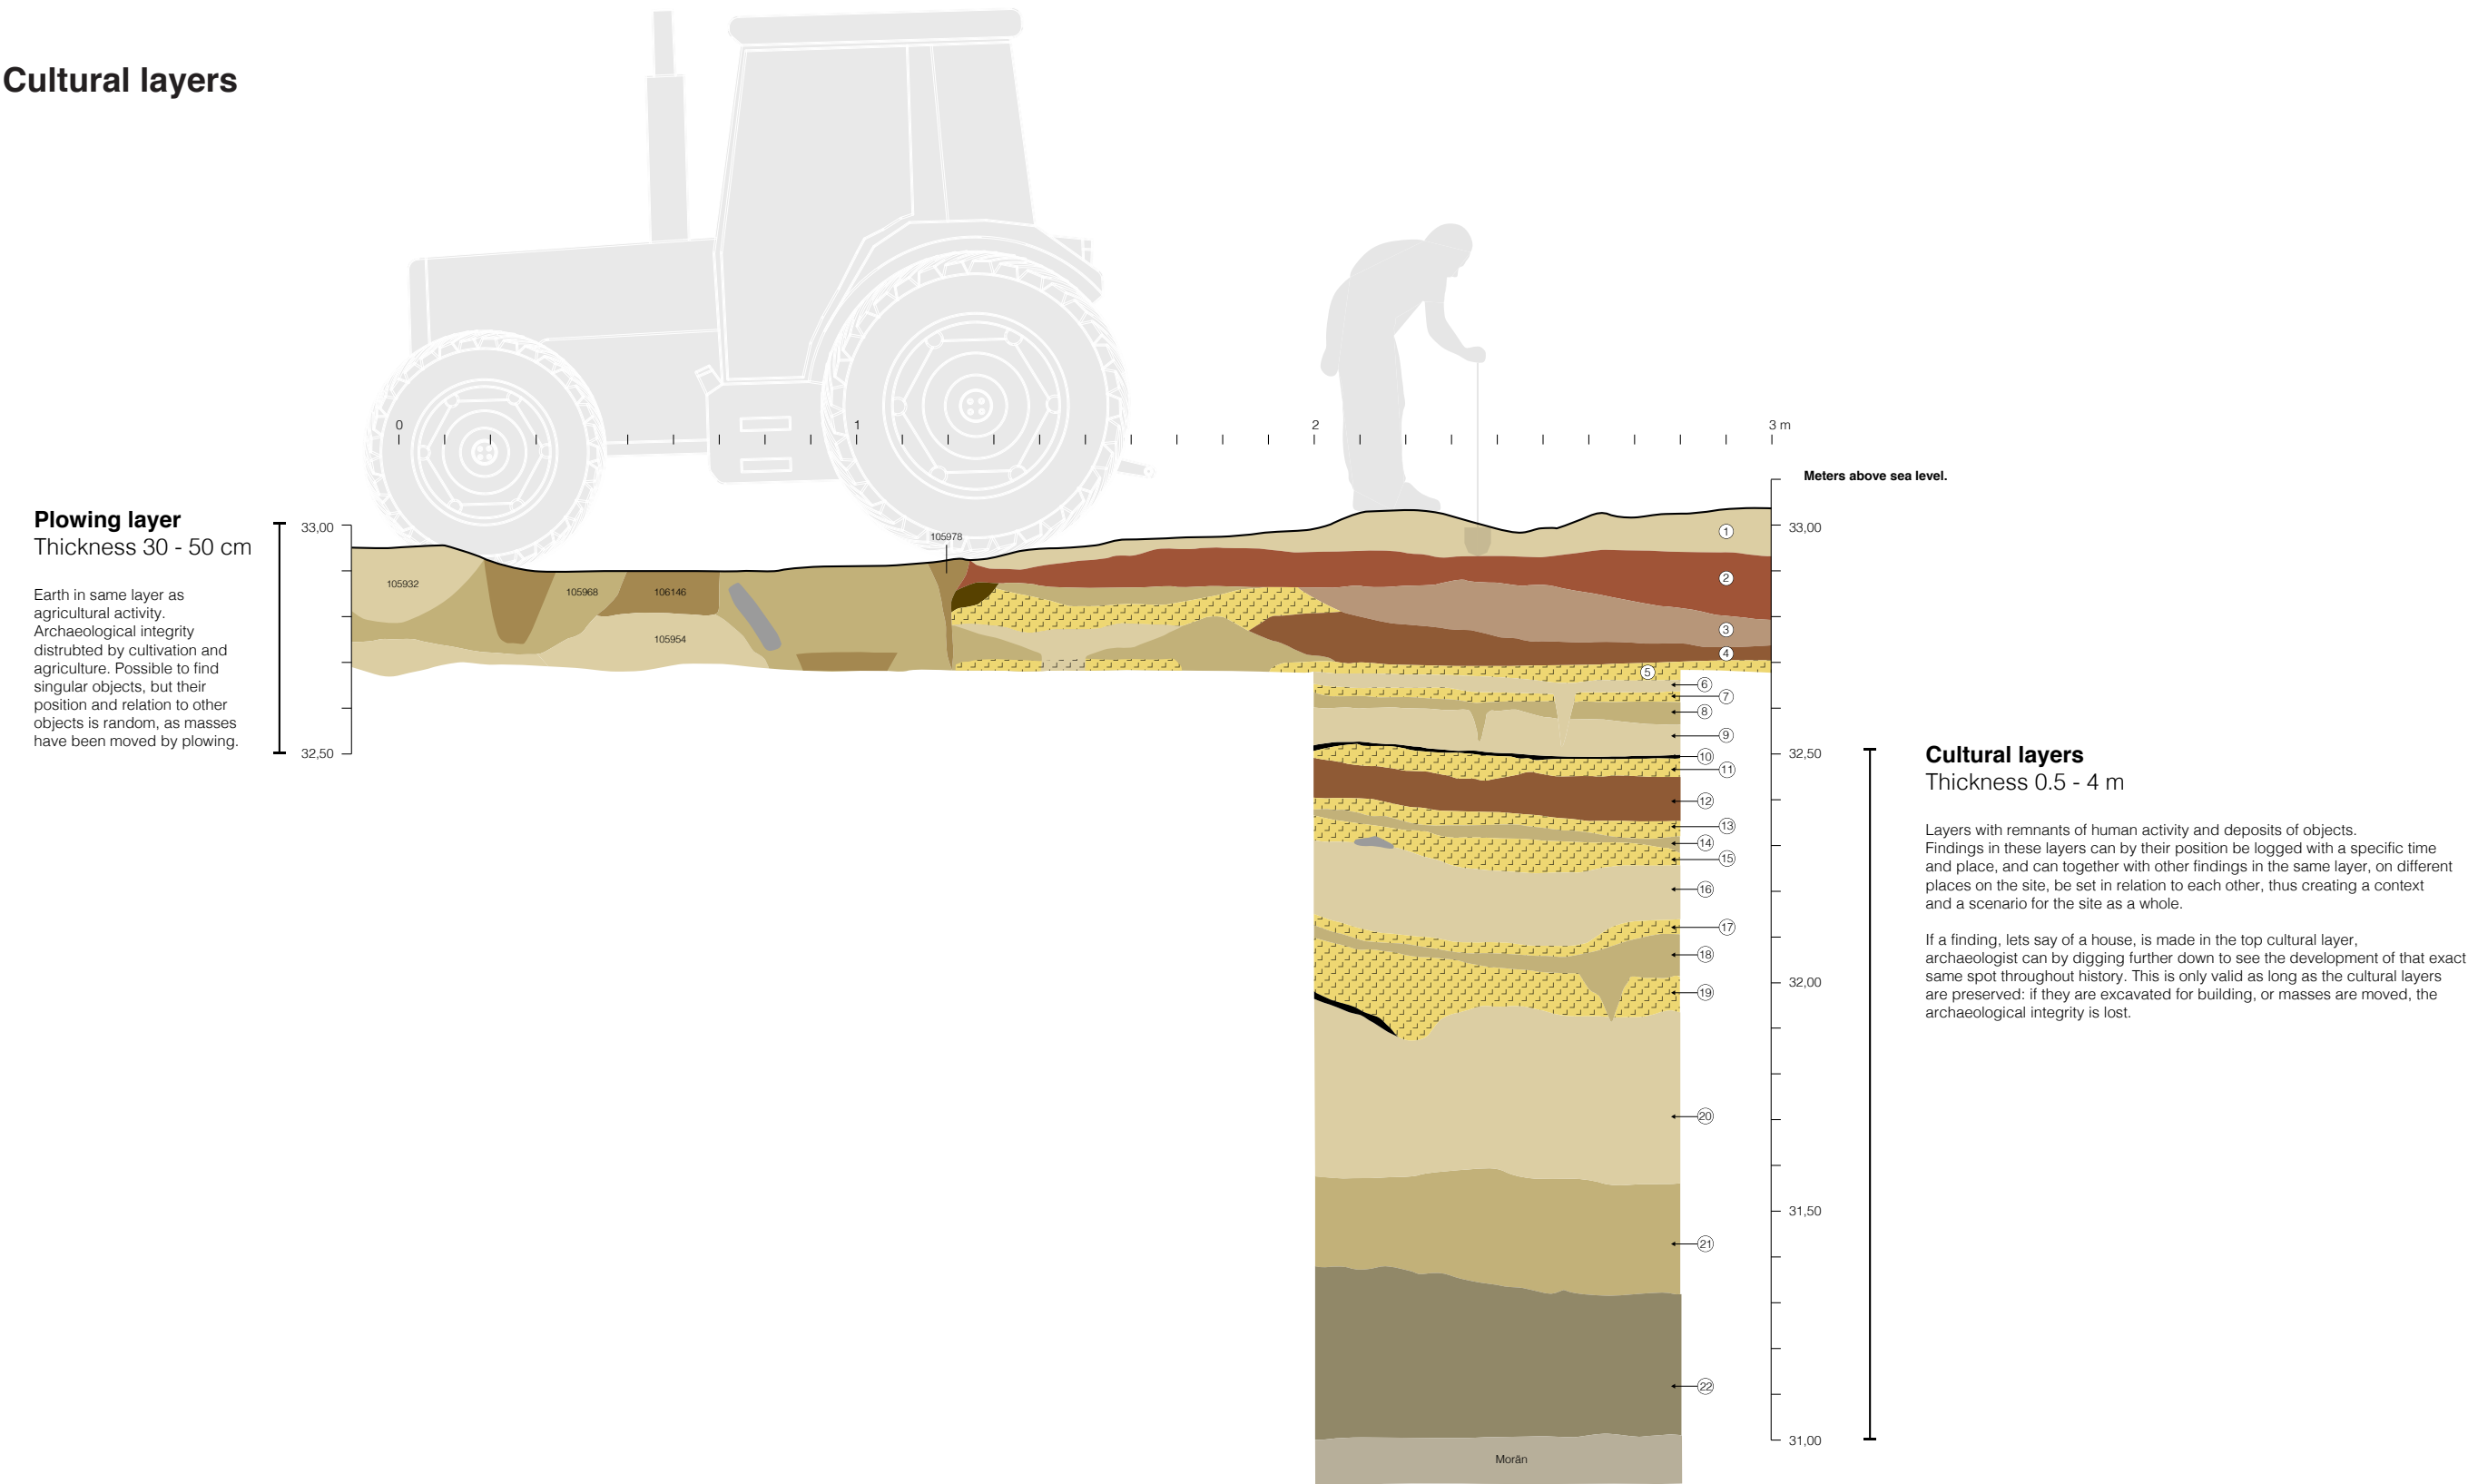 Cultural layers
0
1
2
3 m
Meters above sea level.
Plowing layer
Thickness 30 - 50 cm
Earth in same layer as
agricultural activity.
Archaeological integrity
distrubted by cultivation and
agriculture. Possible to find
singular objects, but their
position and relation to other
objects is random, as masses
have been moved by plowing.
33,00
32,50
105932
105968
106146
105954
105978
33,00
32,50
32,00
31,50
31,00
1
2
3
4
5
6
7
8
9
10
11
12
13
14
15
16
17
18
19
20
21
22
Morän
Cultural layers
Thickness 0.5 - 4 m
Layers with remnants of human activity and deposits of objects.
Findings in these layers can by their position be logged with a specific time
and place, and can together with other findings in the same layer, on different
places on the site, be set in relation to each other, thus creating a context
and a scenario for the site as a whole.
If a finding, lets say of a house, is made in the top cultural layer,
archaeologist can by digging further down to see the development of that exact
same spot throughout history. This is only valid as long as the cultural layers
are preserved: if they are excavated for building, or masses are moved, the
archaeological integrity is lost.